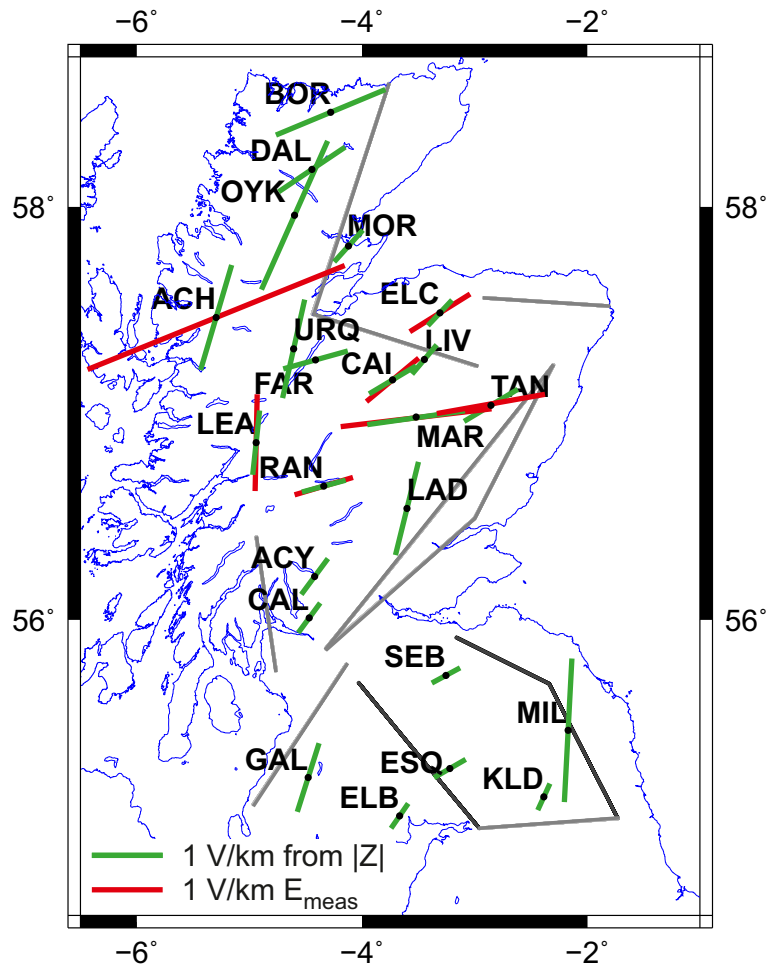 −6° −4° −2°
BOR
DAL
OYK
MOR
58° 58°
ACH
ELC
URQ
LIV
CAI
FAR
TAN
LEA
MAR
RAN
LAD
ACY
CAL
56° 56°
SEB
MIL
GAL
ESQ
KLD
ELB
1 V/km from |Z|
1 V/km Emeas
−6° −4° −2°